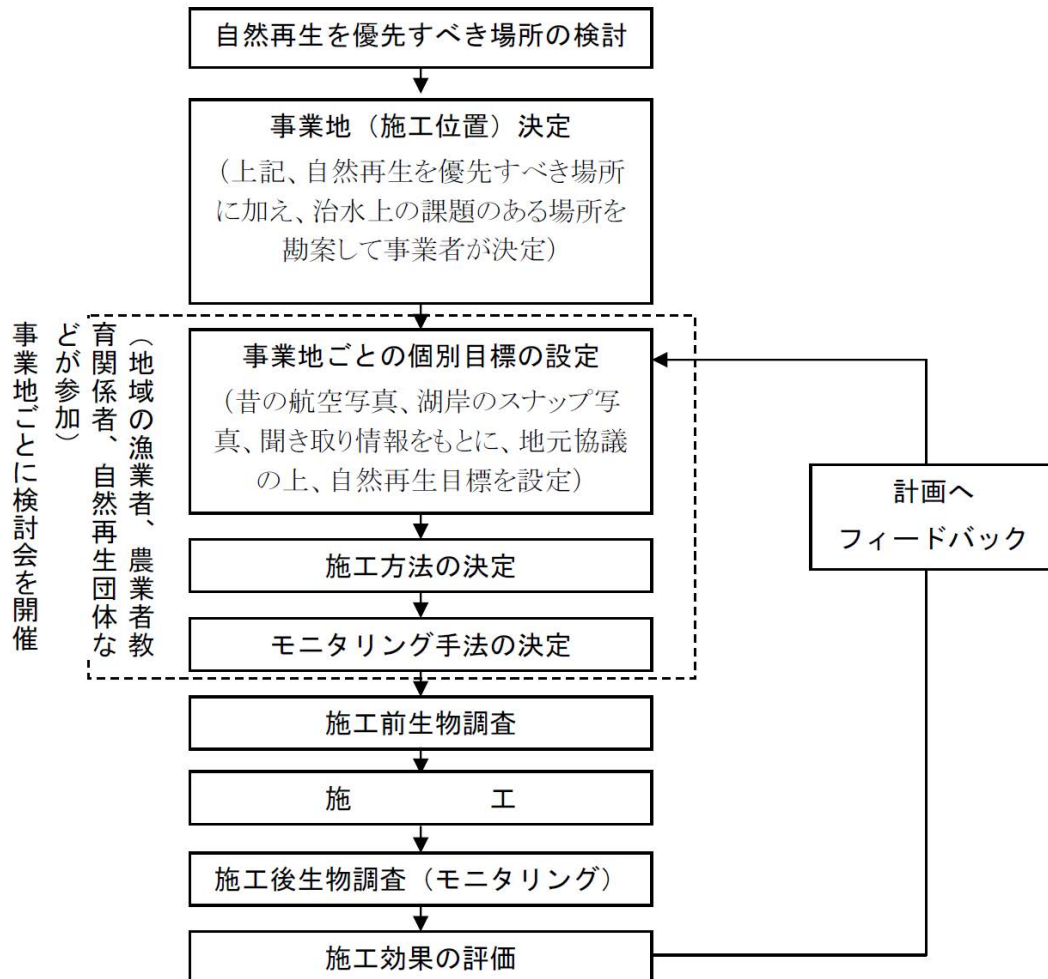 自然再生を優先すべき場所の検討
事業地（施工位置）決定
（上記、自然再生を優先すべき場所
に加え、治水上の課題のある場所を
勘案して事業者が決定）
事業地ごとに検討会を開催
（地域の漁業者、農業者教
育関係者、自然再生団体な
どが参加）
事業地ごとの個別目標の設定
（昔の航空写真、湖岸のスナップ写
真、聞き取り情報をもとに、地元協議
の上、自然再生目標を設定）
施工方法の決定
モニタリング手法の決定
施工前生物調査
施　　　　　工
施工後生物調査（モニタリング）
施工効果の評価
計画へ
フィードバック